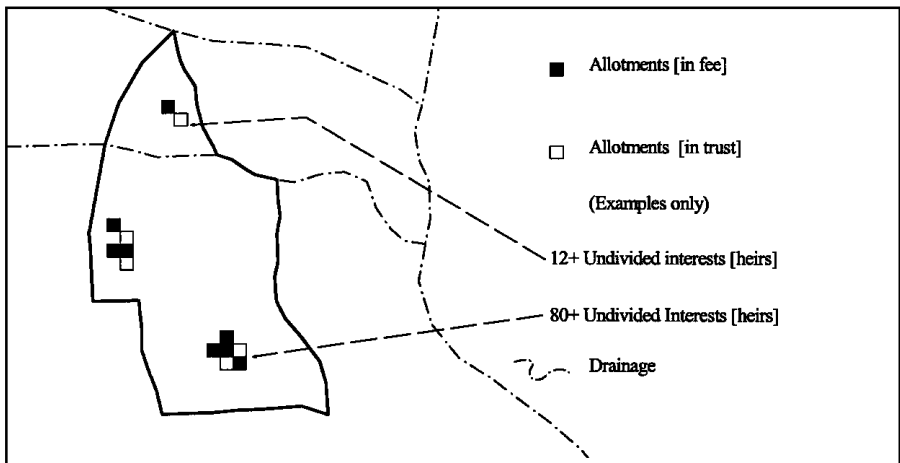 Allotments [in fee]
Allotments [in trust]
(Examples only)
12+ Undivided interests [heirs]
80+ Undivided Interests [heirs]
Drainage